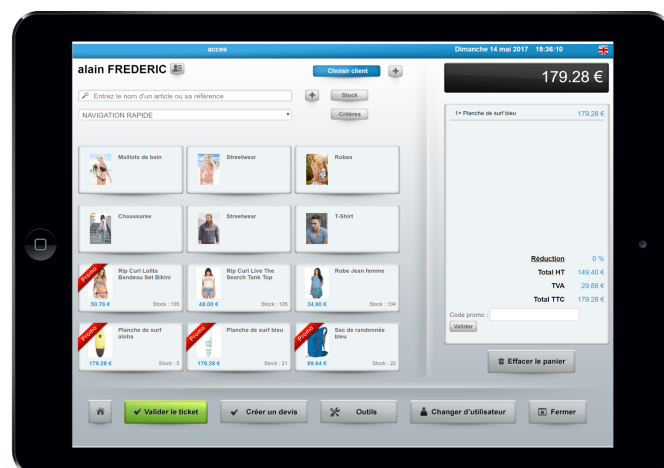 acces
Dimanche 14 mai 2017 19:36:10
alain FREDERIC
Choisir client
+
179.28 €
Entrez le nom d'un article ou sa référence
+
Stock
NAVIGATION RAPIDE
Critères
1× Planche de surf bleu 179.28 €
Maillots de bain
Streetwear
Robes
Chaussures
Streetwear
T-Shirt
Promo
Rip Curl Lolita
Bandeau Set Bikini
50.76 € Stock : 105
Rip Curl Live The
Search Tank Top
48.00 € Stock : 105
Robe Jean femme
34.80 € Stock : 104
Promo
Planche de surf
aloha
179.28 € Stock : 5
Promo
Planche de surf bleu
179.28 € Stock : 21
Promo
Sac de randonnée
bleu
89.64 € Stock : 22
Réduction 0 %
Total HT 149.40 €
TVA 29.88 €
Total TTC 179.28 €
Code promo :
Valider
Effacer le panier
Valider le ticket
Créer un devis
Outils
Changer d'utilisateur
Fermer